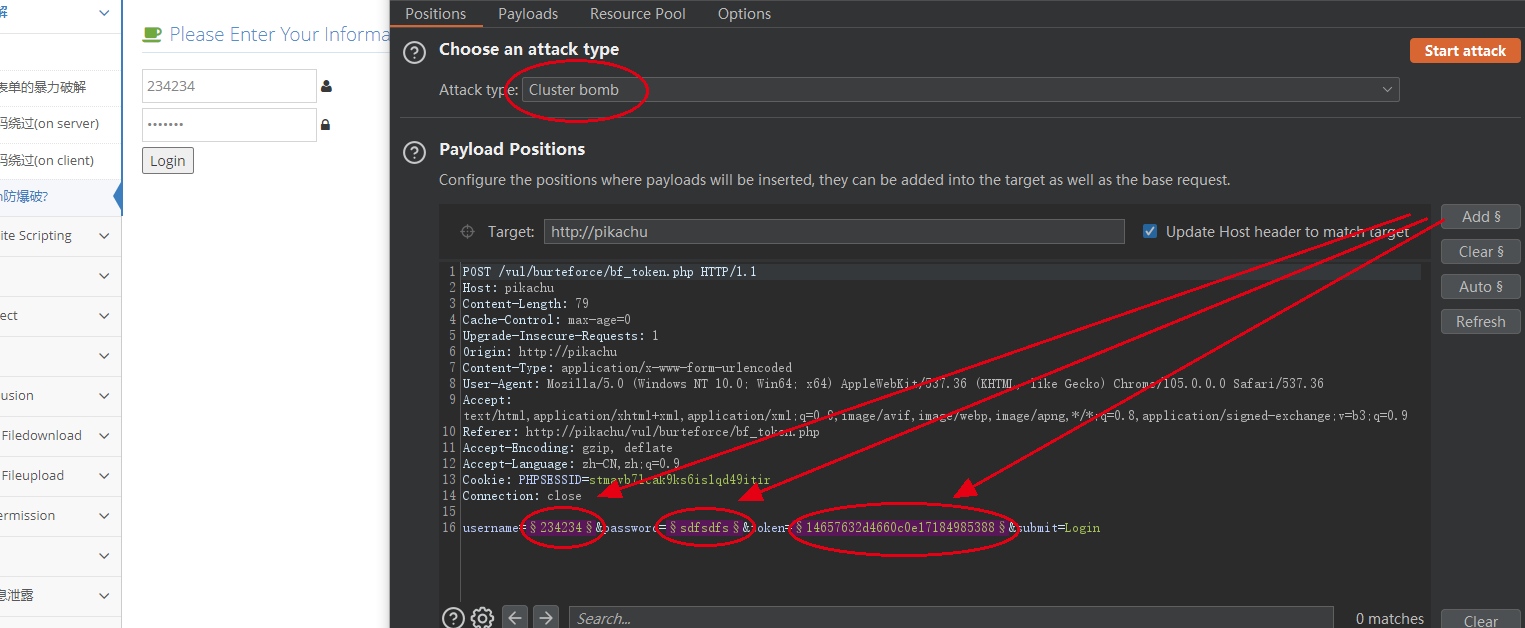 解
表单的暴力破解
码绕过(on server)
码绕过(on client)
防爆破?
ite Scripting
ect
usion
Filedownload
Fileupload
ermission
息泄露
Please Enter Your Informa
234234
•••••••
Login
Positions Payloads Resource Pool Options
Choose an attack type
Start attack
Attack type: Cluster bomb
Payload Positions
Configure the positions where payloads will be inserted, they can be added into the target as well as the base request.
Target: http://pikachu
Update Host header to match target
Add §
Clear §
Auto §
Refresh
1 POST /vul/burteforce/bf_token.php HTTP/1.1
2 Host: pikachu
3 Content-Length: 79
4 Cache-Control: max-age=0
5 Upgrade-Insecure-Requests: 1
6 Origin: http://pikachu
7 Content-Type: application/x-www-form-urlencoded
8 User-Agent: Mozilla/5.0 (Windows NT 10.0; Win64; x64) AppleWebKit/537.36 (KHTML, like Gecko) Chrome/105.0.0.0 Safari/537.36
9 Accept:
text/html,application/xhtml+xml,application/xml;q=0.9,image/avif,image/webp,image/apng,*/*;q=0.8,application/signed-exchange;v=b3;q=0.9
10 Referer: http://pikachu/vul/burteforce/bf_token.php
11 Accept-Encoding: gzip, deflate
12 Accept-Language: zh-CN,zh;q=0.9
13 Cookie: PHPSESSID=
14 Connection: close
15
16 username=§234234§&password=§sdfsdfs§&token=§14657632d4660c0e17184985388§&submit=Login
Search...
0 matches
Clear